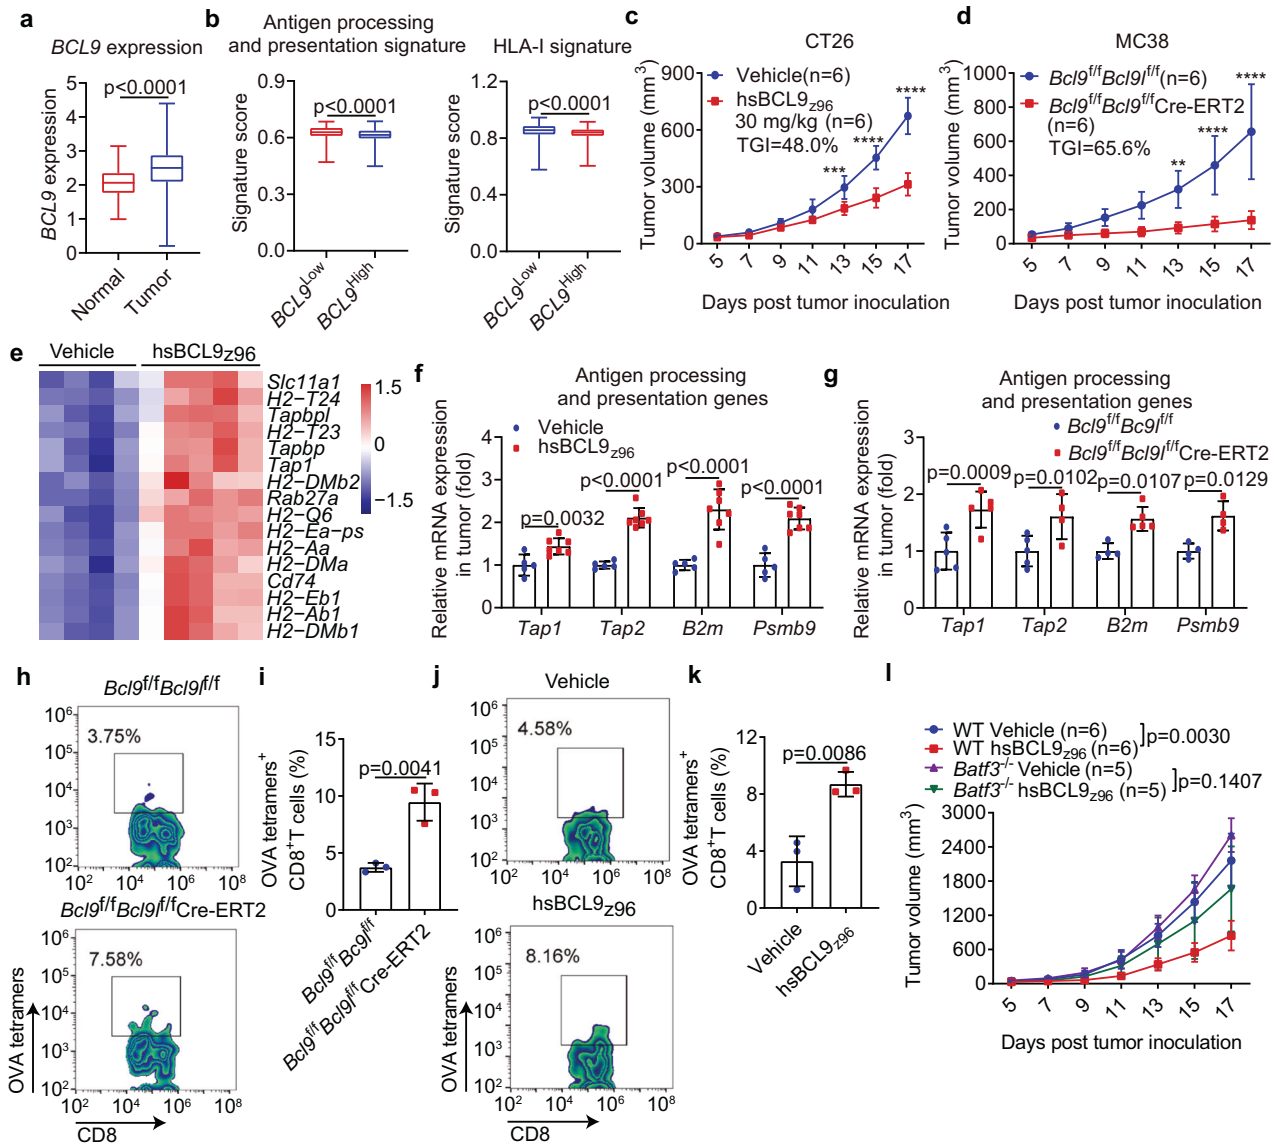 a
BCL9 expression
p<0.0001
BCL9 expression
5
4
3
2
1
Normal
Tumor
b
Antigen processing
and presentation signature
p<0.0001
Signature score
0.9
0.6
0.3
0.0
BCL9Low
BCL9High
HLA-I signature
p<0.0001
Signature score
1.2
0.8
0.4
0.0
BCL9Low
BCL9High
c
CT26
Vehicle(n=6)
hsBCL9z96
30 mg/kg (n=6)
TGI=48.0%
***
****
****
Tumor volume (mm3)
900
600
300
0
5 7 9 11 13 15 17
Days post tumor inoculation
d
MC38
Bcl9f/fBcl9lf/f(n=6)
Bcl9f/fBcl9lf/fCre-ERT2
(n=6)
TGI=65.6%
**
****
****
Tumor volume (mm3)
1000
800
600
400
200
0
5 7 9 11 13 15 17
Days post tumor inoculation
e
Vehicle hsBCL9z96
Slc11a1
H2−T24
Tapbpl
H2−T23
Tapbp
Tap1
H2−DMb2
Rab27a
H2−Q6
H2−Ea−ps
H2−Aa
H2−DMa
Cd74
H2−Eb1
H2−Ab1
H2−DMb1
1.5
0
−1.5
f
Antigen processing
and presentation genes
Vehicle
hsBCL9z96
p=0.0032
p<0.0001
p<0.0001
p<0.0001
Relative mRNA expression
in tumor (fold)
4
3
2
1
0
Tap1 Tap2 B2m Psmb9
g
Antigen processing
and presentation genes
Bcl9f/fBc9lf/f
Bcl9f/fBcl9lf/fCre-ERT2
p=0.0009
p=0.0102
p=0.0107
p=0.0129
Relative mRNA expression
in tumor (fold)
3
2
1
0
Tap1 Tap2 B2m Psmb9
h
Bcl9f/fBcl9lf/f
3.75%
106
105
104
103
102
102 104 106 108
Bcl9f/fBcl9lf/fCre-ERT2
7.58%
106
105
104
103
102
102 104 106 108
OVA tetramers
CD8
i
OVA tetramers+
CD8+T cells (%)
p=0.0041
15
10
5
0
Bcl9f/fBc9lf/f
Bcl9f/fBcl9lf/fCre-ERT2
j
Vehicle
4.58%
106
105
104
103
102
102 104 106 108
hsBCL9z96
8.16%
106
105
104
103
102
102 104 106 108
OVA tetramers
CD8
k
OVA tetramers+
CD8+T cells (%)
p=0.0086
12
8
4
0
Vehicle
hsBCL9z96
l
WT Vehicle (n=6)
WT hsBCL9z96 (n=6)
Batf3-/- Vehicle (n=5)
Batf3-/- hsBCL9z96 (n=5)
p=0.0030
p=0.1407
Tumor volume (mm3)
3000
2400
1800
1200
600
0
5 7 9 11 13 15 17
Days post tumor inoculation